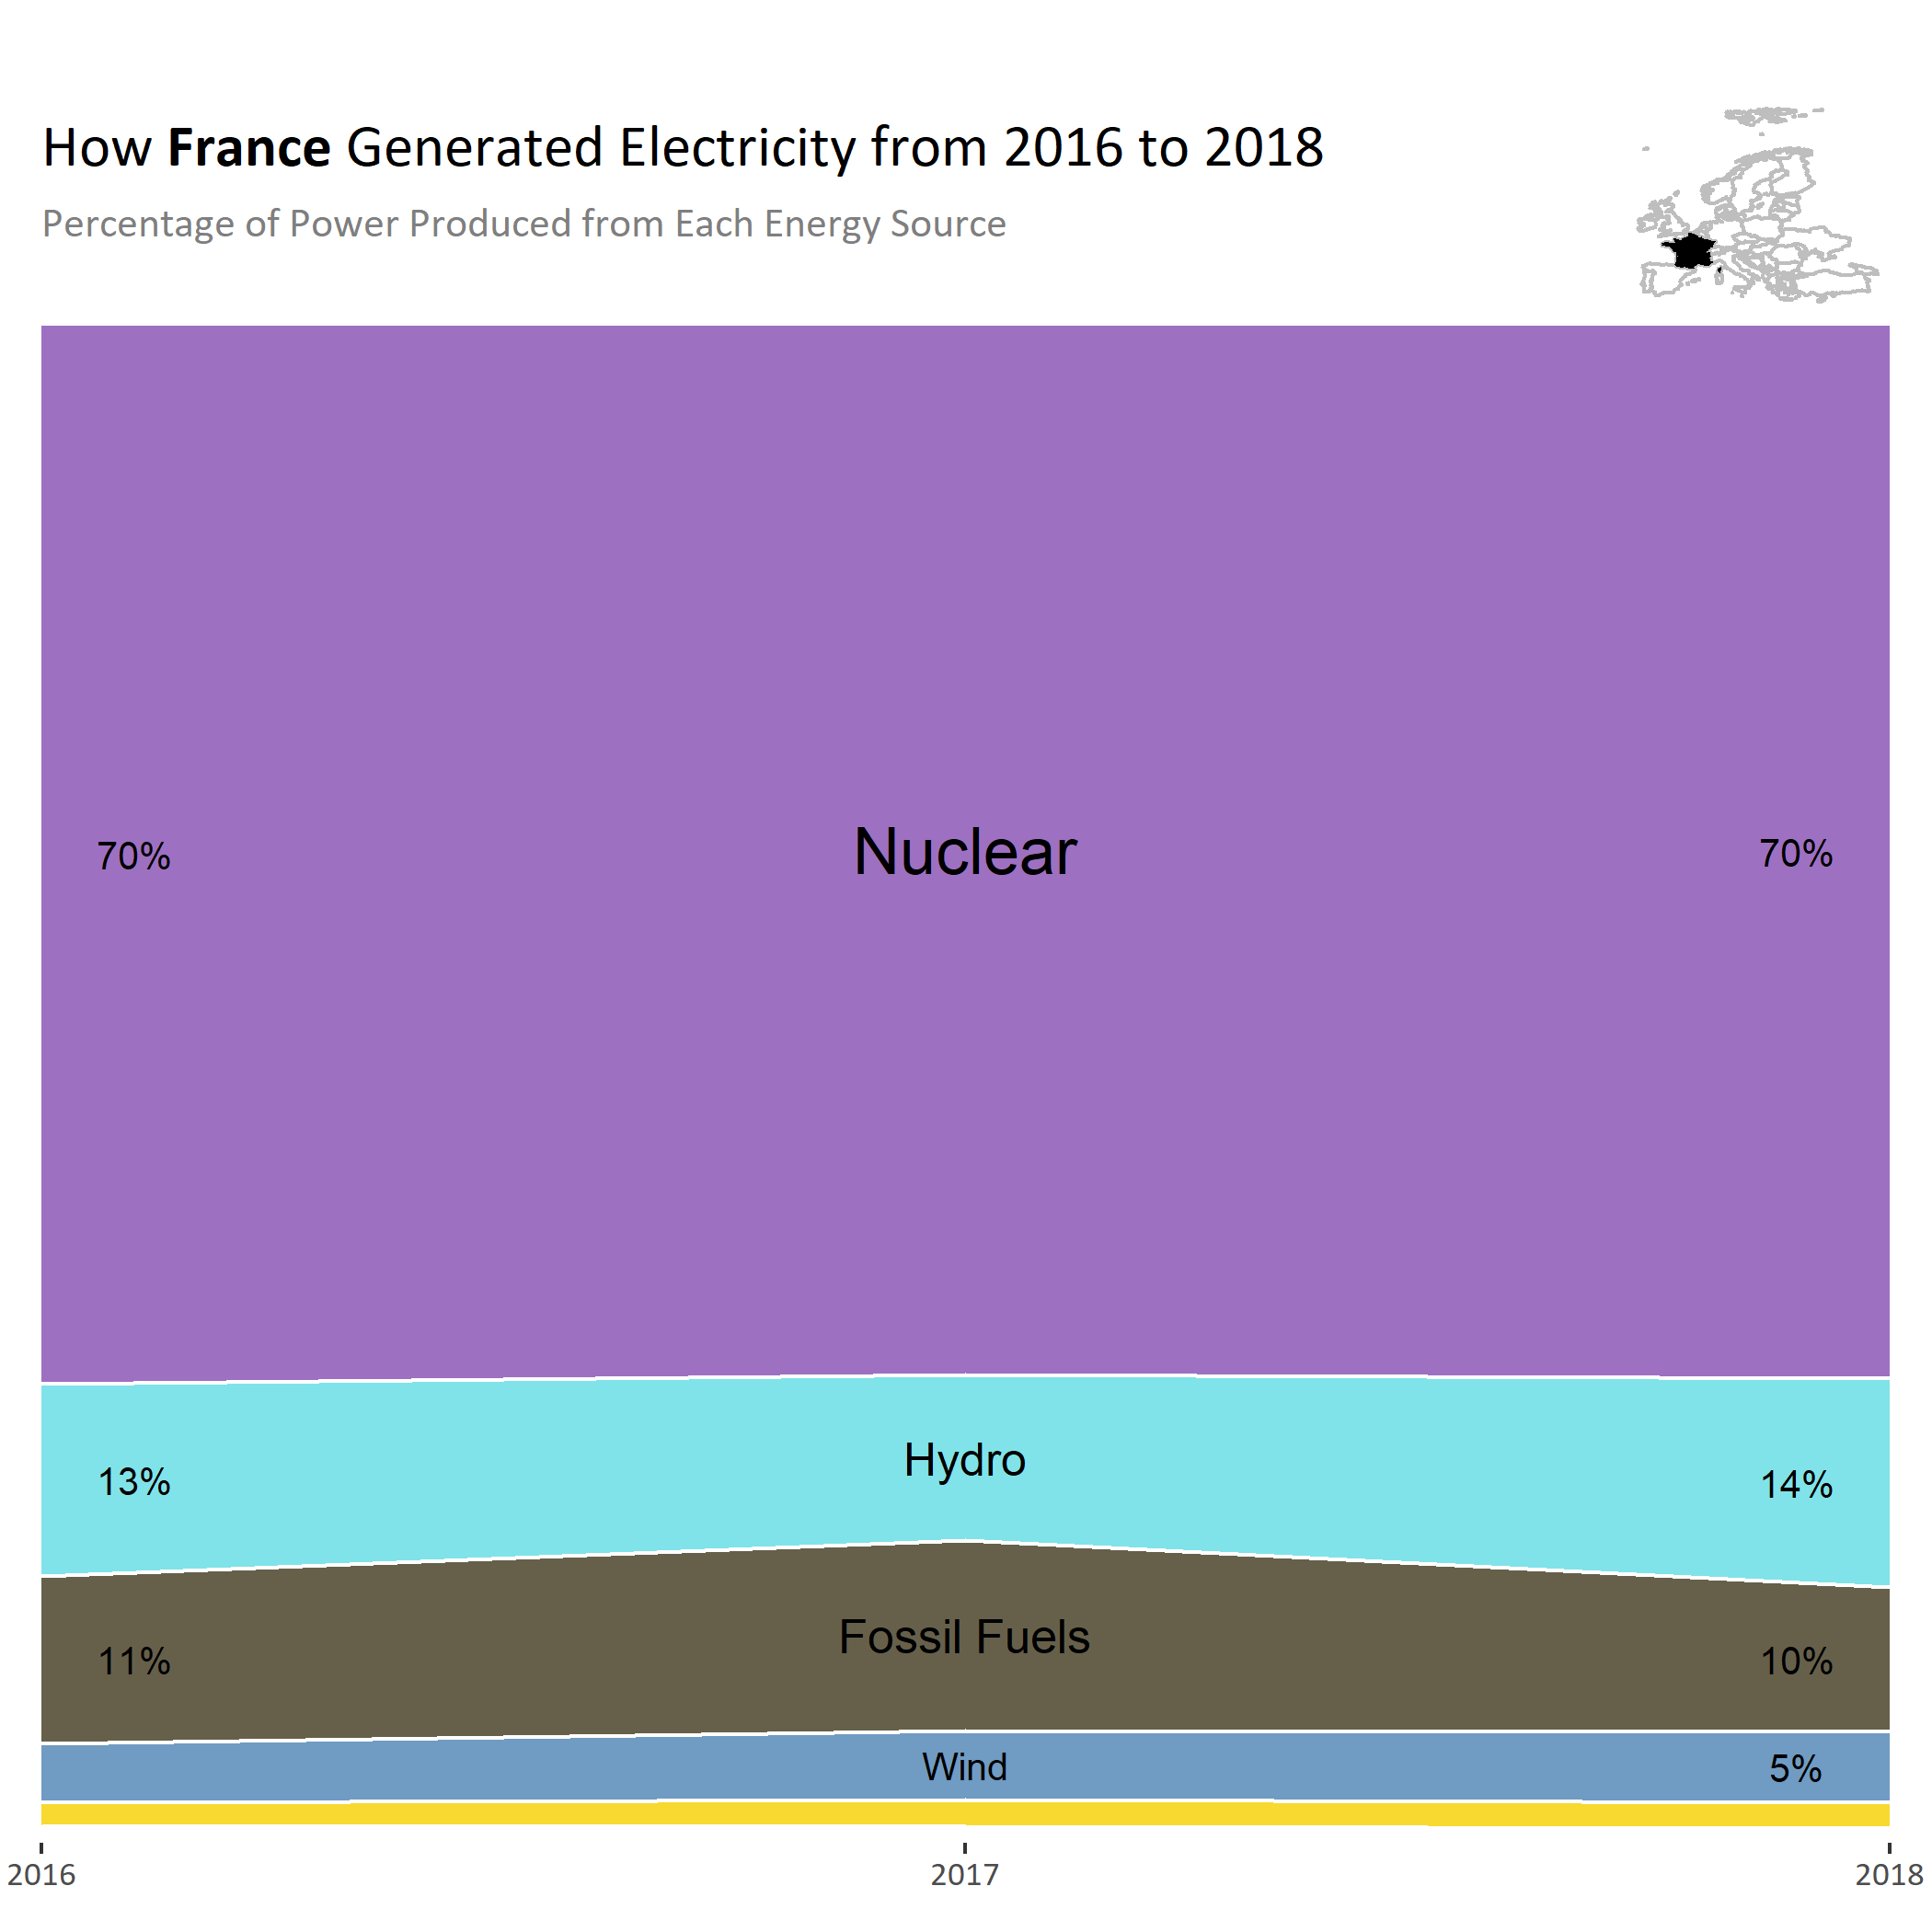 How France Generated Electricity from 2016 to 2018
Percentage of Power Produced from Each Energy Source
70% Nuclear 70%
13% Hydro 14%
11% Fossil Fuels 10%
Wind 5%
2016 2017 2018